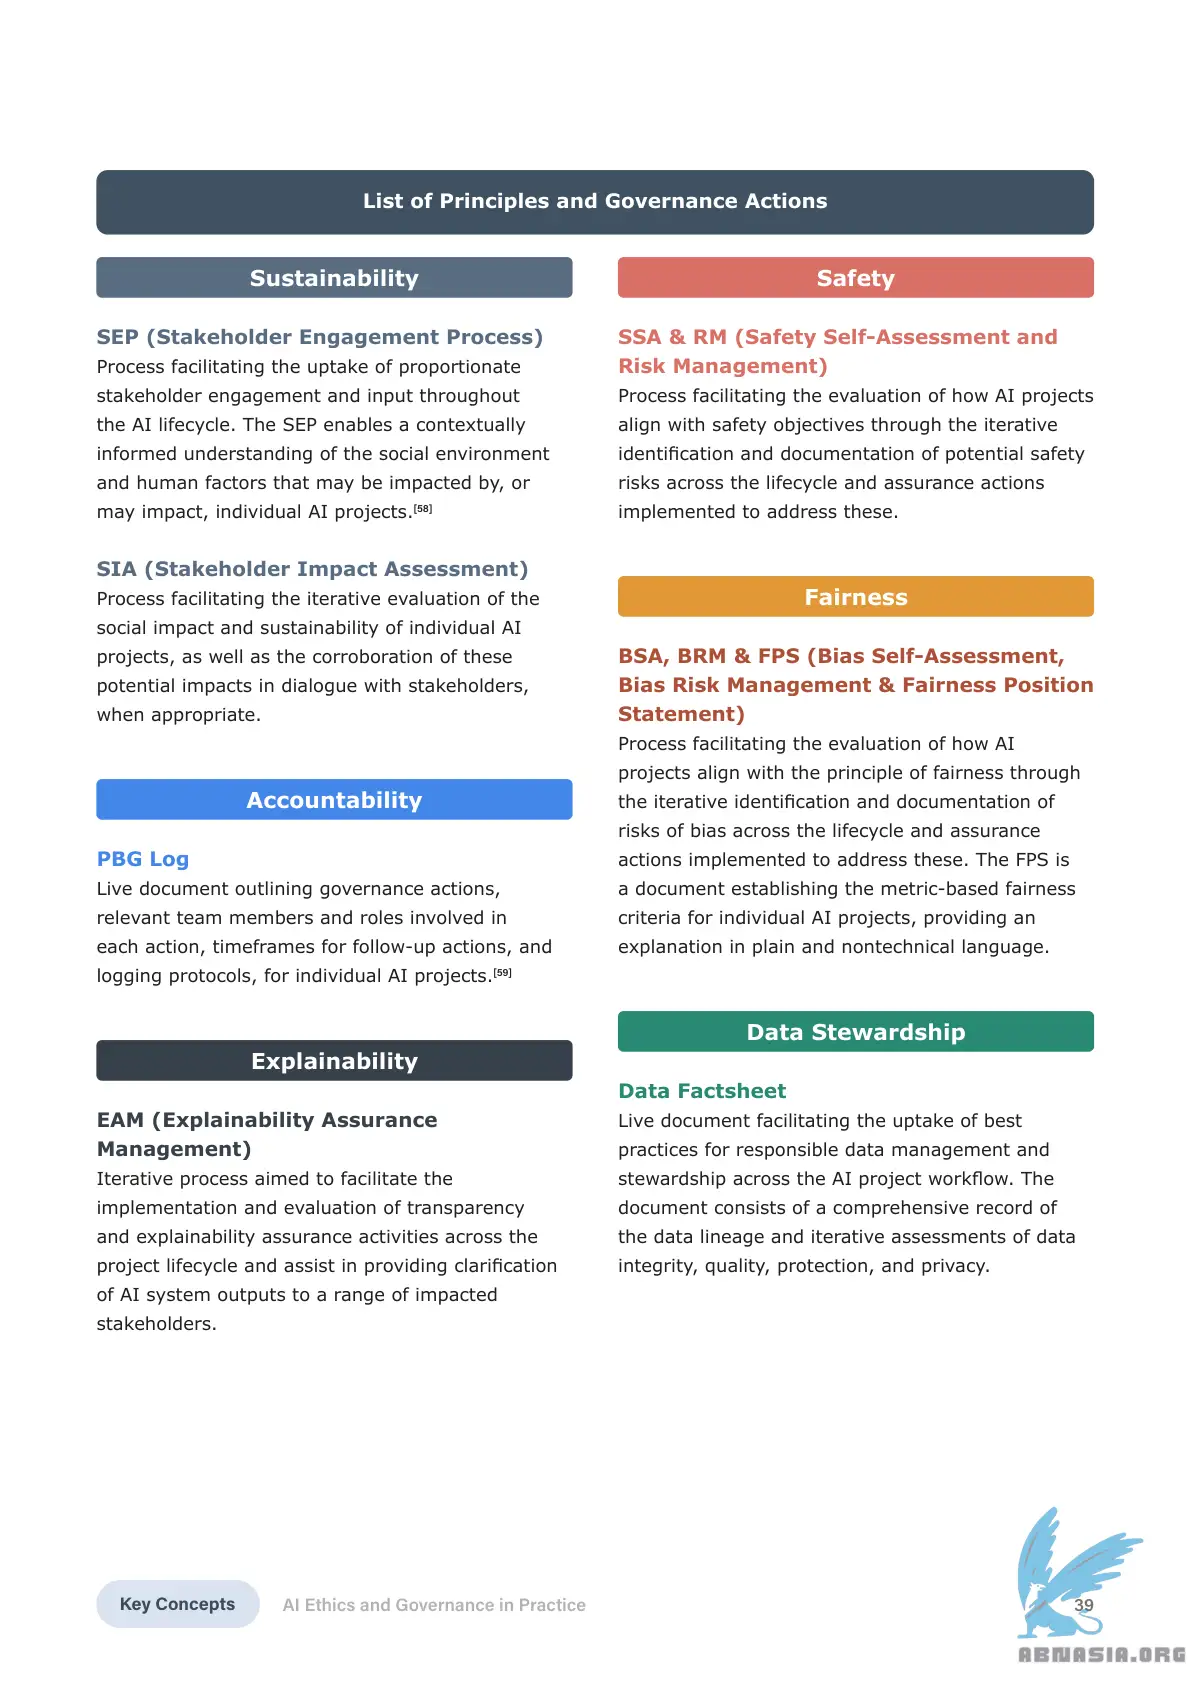 List of Principles and Governance Actions
Sustainability
SEP (Stakeholder Engagement Process)
Process facilitating the uptake of proportionate
stakeholder engagement and input throughout
the AI lifecycle. The SEP enables a contextually
informed understanding of the social environment
and human factors that may be impacted by, or
may impact, individual AI projects.[58]
SIA (Stakeholder Impact Assessment)
Process facilitating the iterative evaluation of the
social impact and sustainability of individual AI
projects, as well as the corroboration of these
potential impacts in dialogue with stakeholders,
when appropriate.
Accountability
PBG Log
Live document outlining governance actions,
relevant team members and roles involved in
each action, timeframes for follow-up actions, and
logging protocols, for individual AI projects.[59]
Explainability
EAM (Explainability Assurance
Management)
Iterative process aimed to facilitate the
implementation and evaluation of transparency
and explainability assurance activities across the
project lifecycle and assist in providing clarification
of AI system outputs to a range of impacted
stakeholders.
Safety
SSA & RM (Safety Self-Assessment and
Risk Management)
Process facilitating the evaluation of how AI projects
align with safety objectives through the iterative
identification and documentation of potential safety
risks across the lifecycle and assurance actions
implemented to address these.
Fairness
BSA, BRM & FPS (Bias Self-Assessment,
Bias Risk Management & Fairness Position
Statement)
Process facilitating the evaluation of how AI
projects align with the principle of fairness through
the iterative identification and documentation of
risks of bias across the lifecycle and assurance
actions implemented to address these. The FPS is
a document establishing the metric-based fairness
criteria for individual AI projects, providing an
explanation in plain and nontechnical language.
Data Stewardship
Data Factsheet
Live document facilitating the uptake of best
practices for responsible data management and
stewardship across the AI project workflow. The
document consists of a comprehensive record of
the data lineage and iterative assessments of data
integrity, quality, protection, and privacy.
Key Concepts
AI Ethics and Governance in Practice
39
ABNASIA.ORG